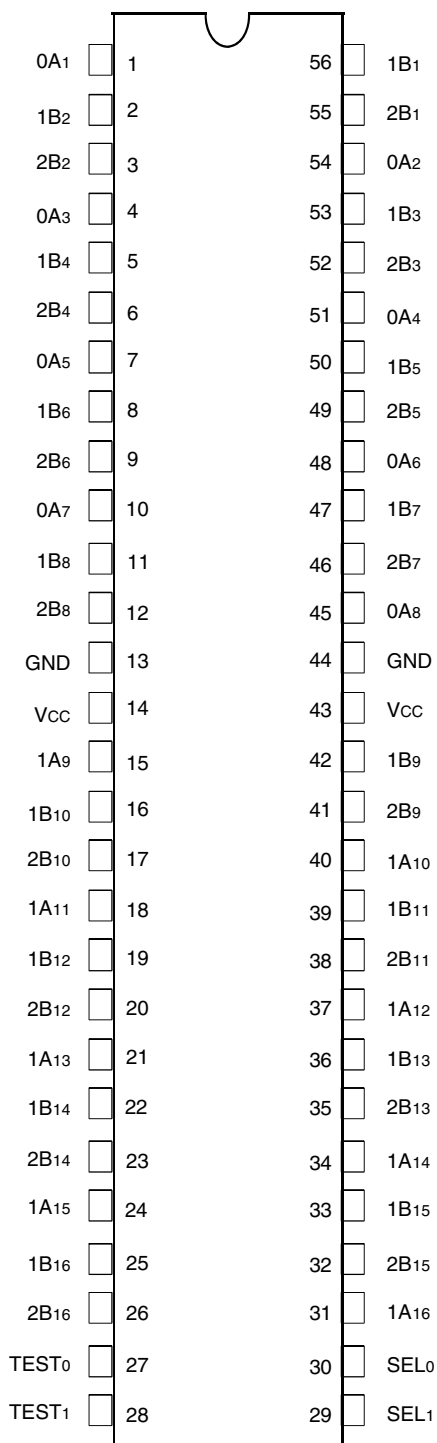 0A1 1 56 1B1
1B2 2 55 2B1
2B2 3 54 0A2
0A3 4 53 1B3
1B4 5 52 2B3
2B4 6 51 0A4
0A5 7 50 1B5
1B6 8 49 2B5
2B6 9 48 0A6
0A7 10 47 1B7
1B8 11 46 2B7
2B8 12 45 0A8
GND 13 44 GND
VCC 14 43 VCC
1A9 15 42 1B9
1B10 16 41 2B9
2B10 17 40 1A10
1A11 18 39 1B11
1B12 19 38 2B11
2B12 20 37 1A12
1A13 21 36 1B13
1B14 22 35 2B13
2B14 23 34 1A14
1A15 24 33 1B15
1B16 25 32 2B15
2B16 26 31 1A16
TEST0 27 30 SEL0
TEST1 28 29 SEL1